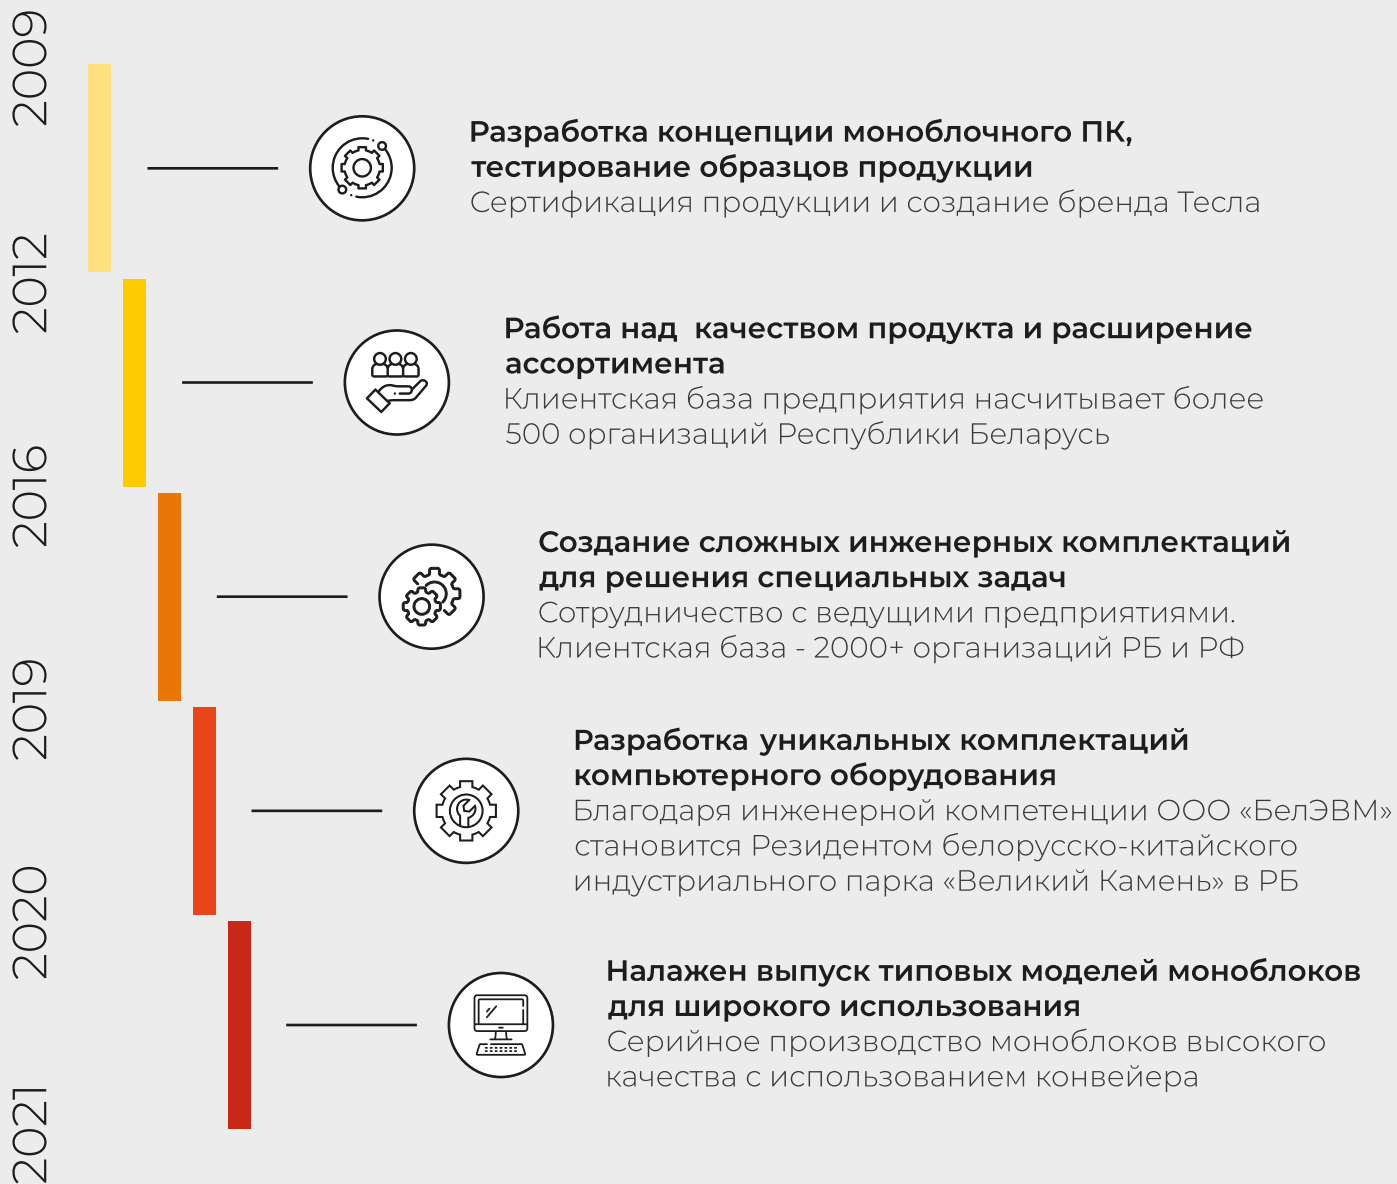 2009
Разработка концепции моноблочного ПК,
тестирование образцов продукции
Сертификация продукции и создание бренда Тесла
2012
Работа над  качеством продукта и расширение
ассортимента
Клиентская база предприятия насчитывает более
500 организаций Республики Беларусь
2016
Создание сложных инженерных комплектаций
для решения специальных задач
Сотрудничество с ведущими предприятиями.
Клиентская база - 2000+ организаций РБ и РФ
2019
Разработка уникальных комплектаций
компьютерного оборудования
Благодаря инженерной компетенции ООО «БелЭВМ»
становится Резидентом белорусско-китайского
индустриального парка «Великий Камень» в РБ
2020
Налажен выпуск типовых моделей моноблоков
для широкого использования
Серийное производство моноблоков высокого
качества с использованием конвейера
2021